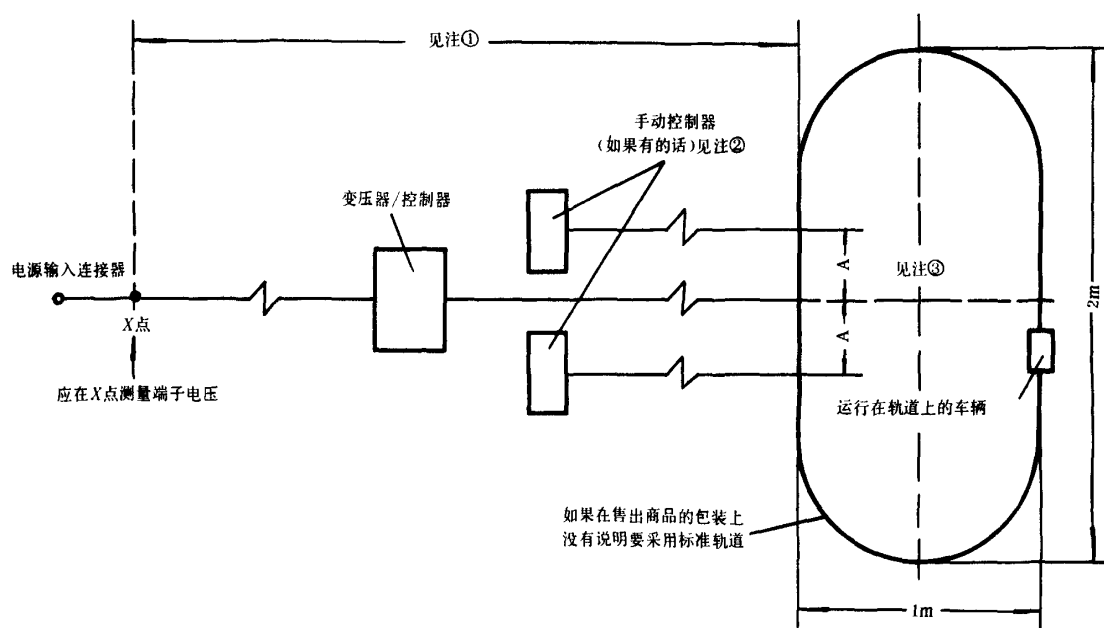 见注①
手动控制器
(如果有的话)见注②
变压器/控制器
电源输入连接器
X点
应在X点测量端子电压
A
见注③
A
2m
运行在轨道上的车辆
如果在售出商品的包装上
没有说明要采用标准轨道
1m